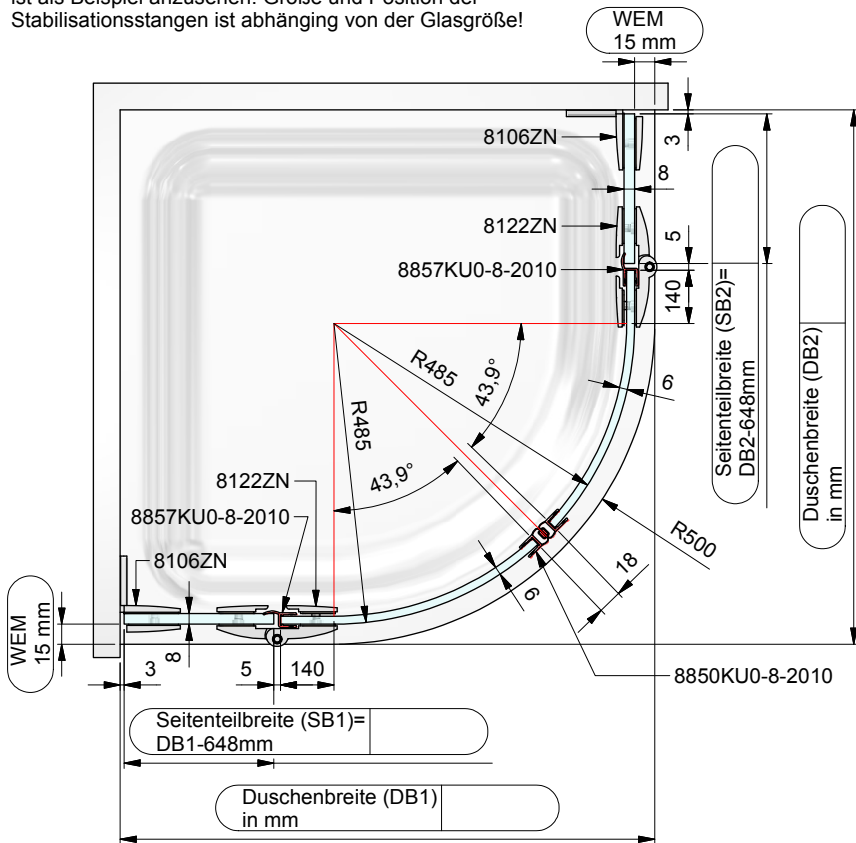 ist als Beispiel anzusehen. Größe und Position der
Stabilisationsstangen ist abhänging von der Glasgröße!
WEM
15 mm
8106ZN
3
8
8122ZN
5
8857KU0-8-2010
140
Seitenteilbreite (SB2)=
DB2-648mm
Duschenbreite (DB2)
in mm
R485
43,9°
6
R485
43,9°
8122ZN
8857KU0-8-2010
R500
8106ZN
18
6
WEM
15 mm
3
8
5
140
8850KU0-8-2010
Seitenteilbreite (SB1)=
DB1-648mm
Duschenbreite (DB1)
in mm